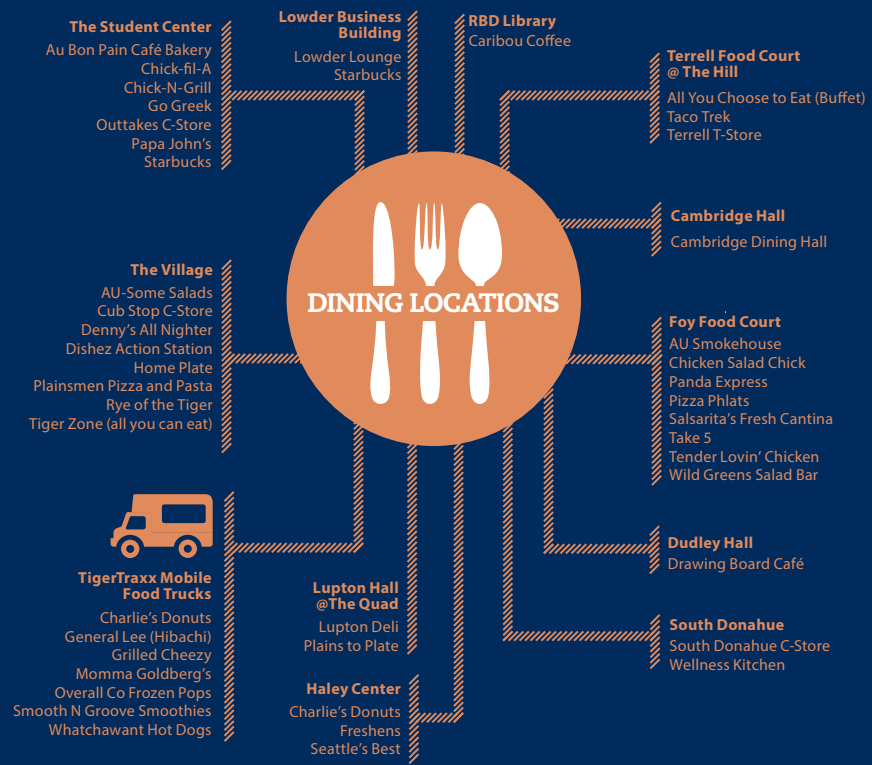 The Student Center
Au Bon Pain Café Bakery
Chick-fil-A
Chick-N-Grill
Go Greek
Outtakes C-Store
Papa John's
Starbucks
Lowder Business
Building
Lowder Lounge
Starbucks
RBD Library
Caribou Coffee
Terrell Food Court
@ The Hill
All You Choose to Eat (Buffet)
Taco Trek
Terrell T-Store
Cambridge Hall
Cambridge Dining Hall
DINING LOCATIONS
The Village
AU-Some Salads
Cub Stop C-Store
Denny's All Nighter
Dishez Action Station
Home Plate
Plainsmen Pizza and Pasta
Rye of the Tiger
Tiger Zone (all you can eat)
Foy Food Court
AU Smokehouse
Chicken Salad Chick
Panda Express
Pizza Phlats
Salsarita's Fresh Cantina
Take 5
Tender Lovin' Chicken
Wild Greens Salad Bar
TigerTraxx Mobile
Food Trucks
Charlie's Donuts
General Lee (Hibachi)
Grilled Cheezy
Momma Goldberg's
Overall Co Frozen Pops
Smooth N Groove Smoothies
Whatchawant Hot Dogs
Lupton Hall
@The Quad
Lupton Deli
Plains to Plate
Haley Center
Charlie's Donuts
Freshens
Seattle's Best
Dudley Hall
Drawing Board Café
South Donahue
South Donahue C-Store
Wellness Kitchen